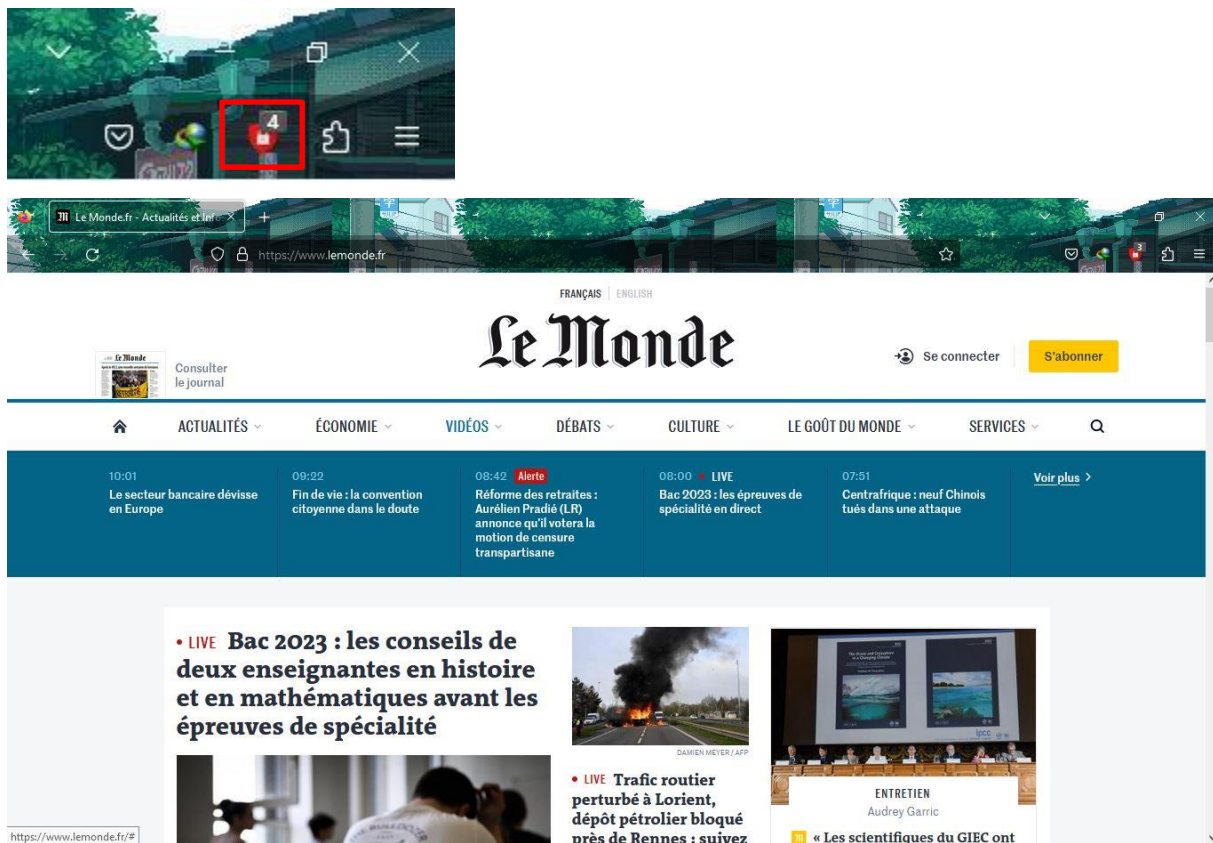 4
Le Monde.fr - Actualités et Info
https://www.lemonde.fr
3
FRANÇAIS ENGLISH
Le Monde
Le Monde
Consulter
le journal
Se connecter
S'abonner
ACTUALITÉS ÉCONOMIE VIDÉOS DÉBATS CULTURE LE GOÛT DU MONDE SERVICES
10:01
Le secteur bancaire dévisse
en Europe
09:22
Fin de vie : la convention
citoyenne dans le doute
08:42 Alerte
Réforme des retraites :
Aurélien Pradié (LR)
annonce qu'il votera la
motion de censure
transpartisane
08:00 • LIVE
Bac 2023 : les épreuves de
spécialité en direct
07:51
Centrafrique : neuf Chinois
tués dans une attaque
Voir plus >
• LIVE Bac 2023 : les conseils de
deux enseignantes en histoire
et en mathématiques avant les
épreuves de spécialité
DAMIEN MEYER / AFP
• LIVE Trafic routier
perturbé à Lorient,
dépôt pétrolier bloqué
près de Rennes : suivez
ipcc
ENTRETIEN
Audrey Garric
« Les scientifiques du GIEC ont
https://www.lemonde.fr/#